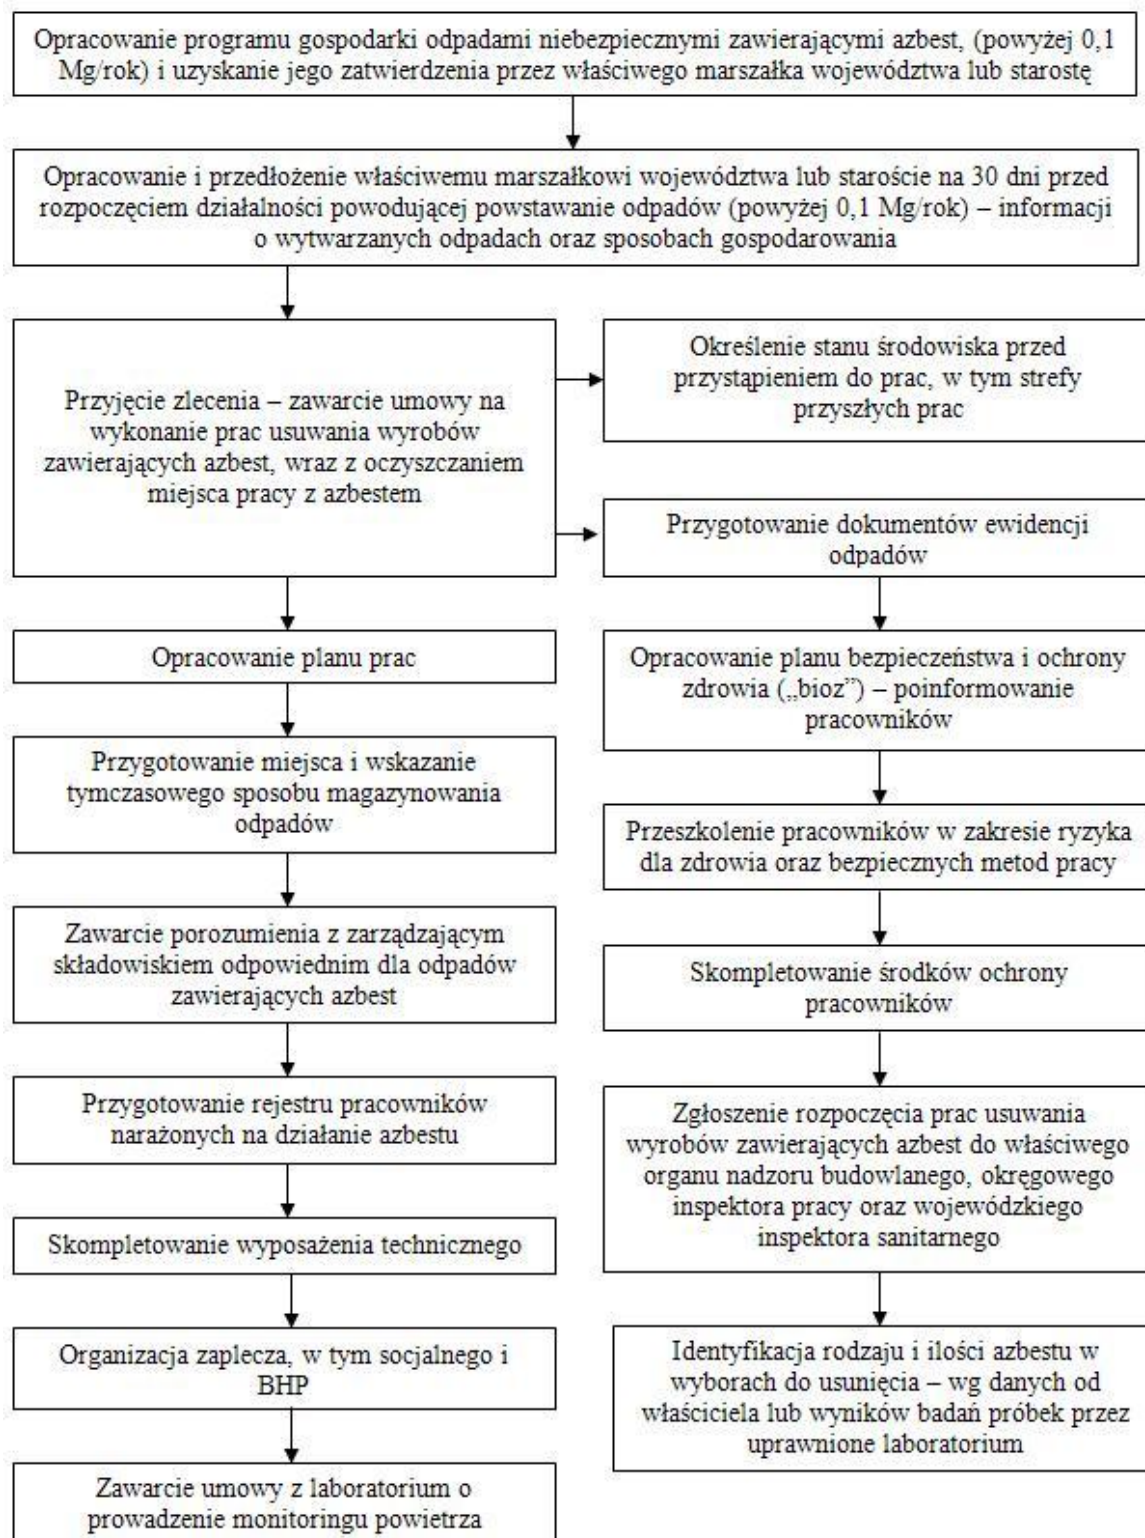 Opracowanie programu gospodarki odpadami niebezpiecznymi zawierającymi azbest, (powyżej 0,1
Mg/rok) i uzyskanie jego zatwierdzenia przez właściwego marszałka województwa lub starostę
Opracowanie i przedłożenie właściwemu marszałkowi województwa lub staroście na 30 dni przed
rozpoczęciem działalności powodującej powstawanie odpadów (powyżej 0,1 Mg/rok) – informacji
o wytwarzanych odpadach oraz sposobach gospodarowania
Przyjęcie zlecenia – zawarcie umowy na
wykonanie prac usuwania wyrobów
zawierających azbest, wraz z oczyszczaniem
miejsca pracy z azbestem
Określenie stanu środowiska przed
przystąpieniem do prac, w tym strefy
przyszłych prac
Przygotowanie dokumentów ewidencji
odpadów
Opracowanie planu prac
Przygotowanie miejsca i wskazanie
tymczasowego sposobu magazynowania
odpadów
Zawarcie porozumienia z zarządzającym
składowiskiem odpowiednim dla odpadów
zawierających azbest
Przygotowanie rejestru pracowników
narażonych na działanie azbestu
Skompletowanie wyposażenia technicznego
Organizacja zaplecza, w tym socjalnego i
BHP
Zawarcie umowy z laboratorium o
prowadzenie monitoringu powietrza
Opracowanie planu bezpieczeństwa i ochrony
zdrowia („bioz”) – poinformowanie
pracowników
Przeszkolenie pracowników w zakresie ryzyka
dla zdrowia oraz bezpiecznych metod pracy
Skompletowanie środków ochrony
pracowników
Zgłoszenie rozpoczęcia prac usuwania
wyrobów zawierających azbest do właściwego
organu nadzoru budowlanego, okręgowego
inspektora pracy oraz wojewódzkiego
inspektora sanitarnego
Identyfikacja rodzaju i ilości azbestu w
wyborach do usunięcia – wg danych od
właściciela lub wyników badań próbek przez
uprawnione laboratorium